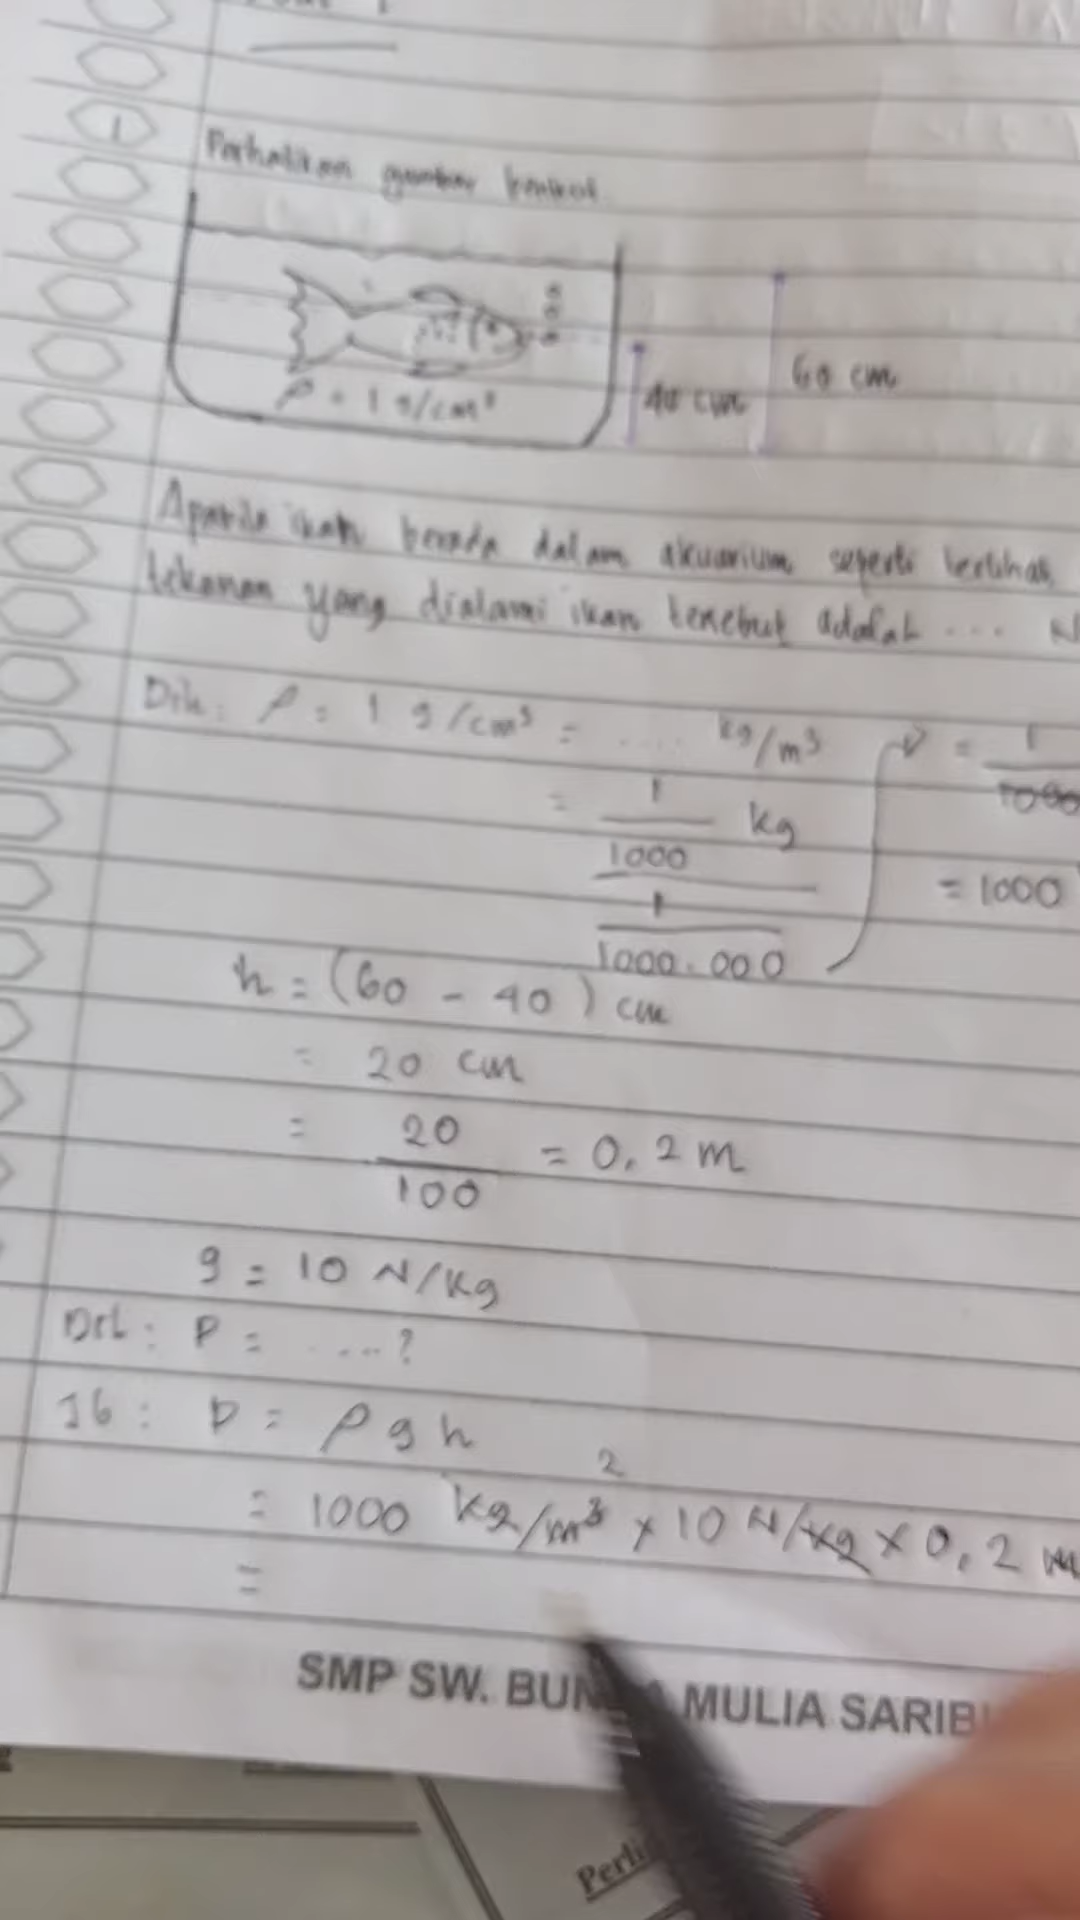 1 Perhatikan gambar berikut
60 cm
40 cm
ρ = 1 g/cm³
Apabila ikan berada dalam akuarium seperti terlihat,
tekanan yang dialami ikan tersebut adalah ... N
Dik: ρ = 1 g/cm³ = .... kg/m³
= 1/1000 kg / 1/1000.000
= 1/1000
= 1000
h = (60 - 40) cm
= 20 cm
= 20/100 = 0,2 m
g = 10 N/kg
Dit: P = ....?
Jb: P = ρ g h
= 1000 kg/m³ x 10 N/kg x 0,2 m
2
=
SMP SW. MULIA